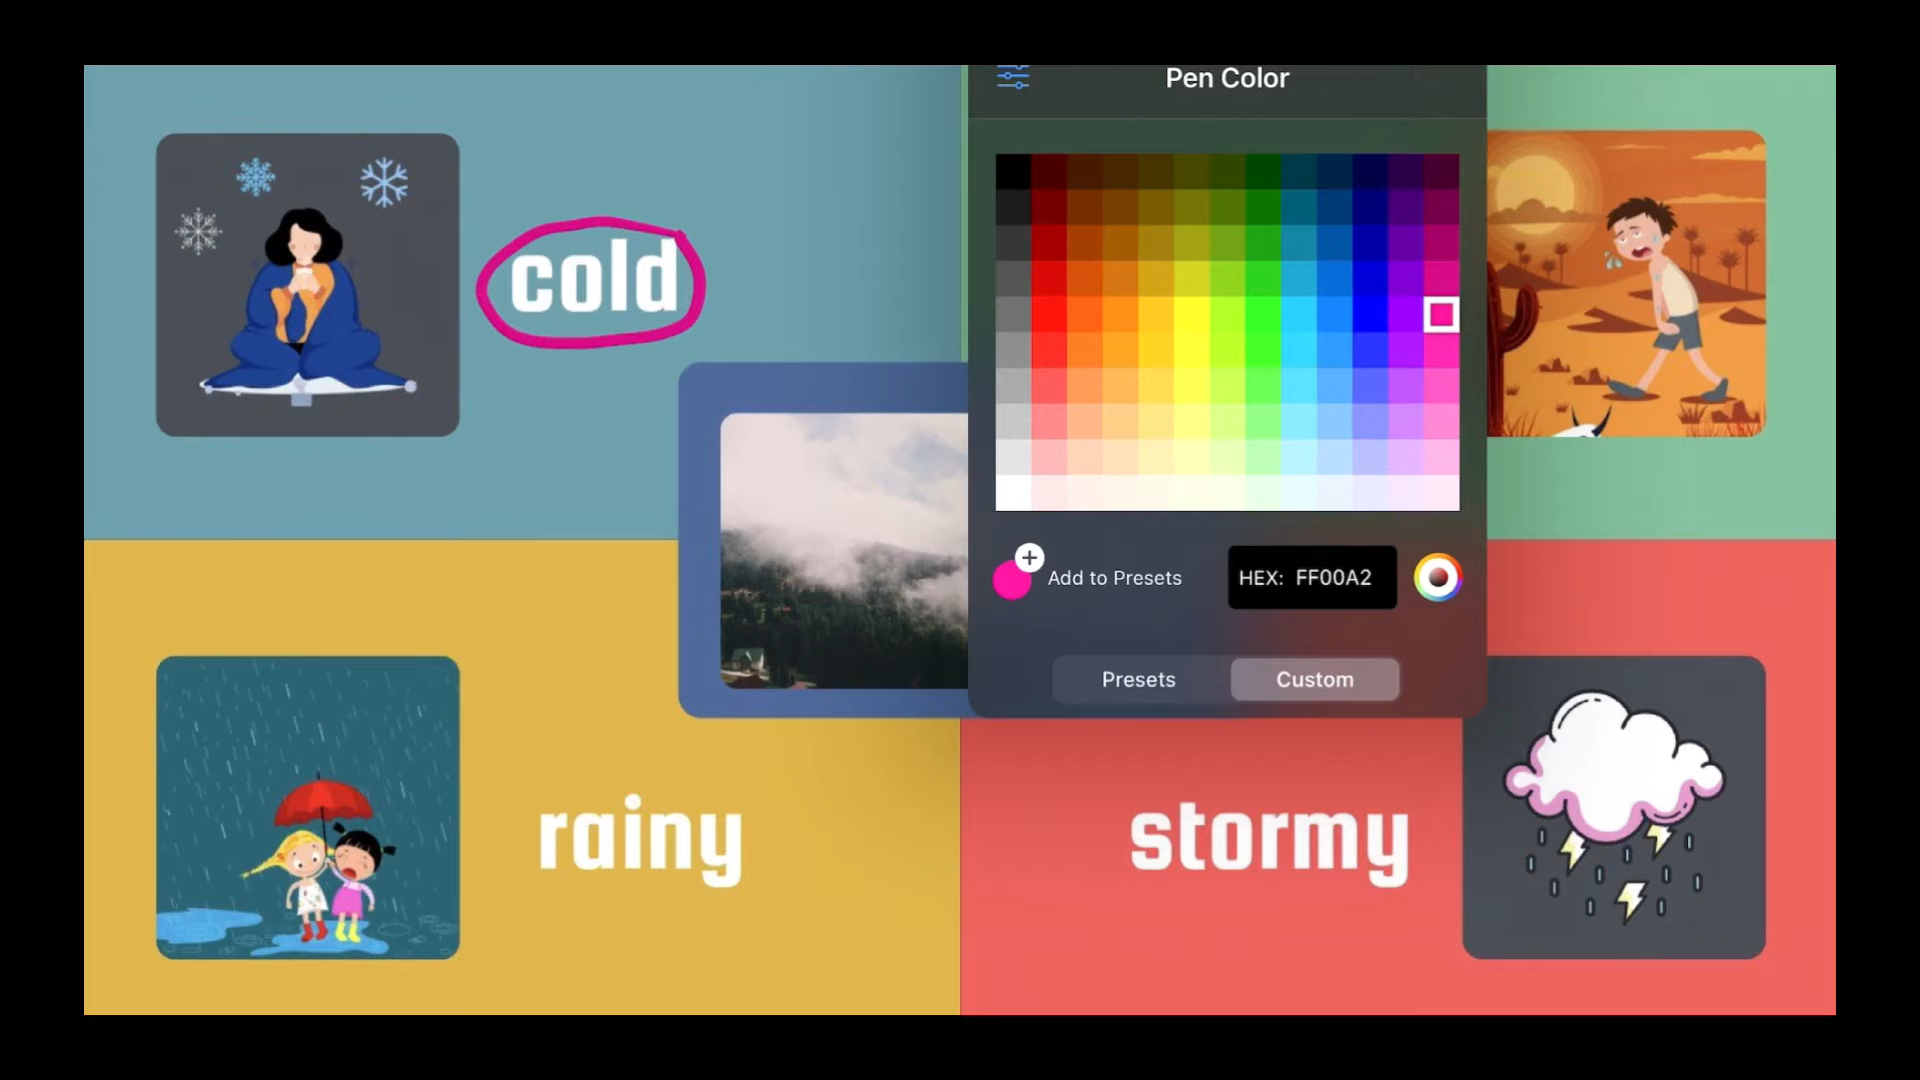 Pen Color
cold
Add to Presets
HEX: FF00A2
Presets
Custom
rainy
stormy